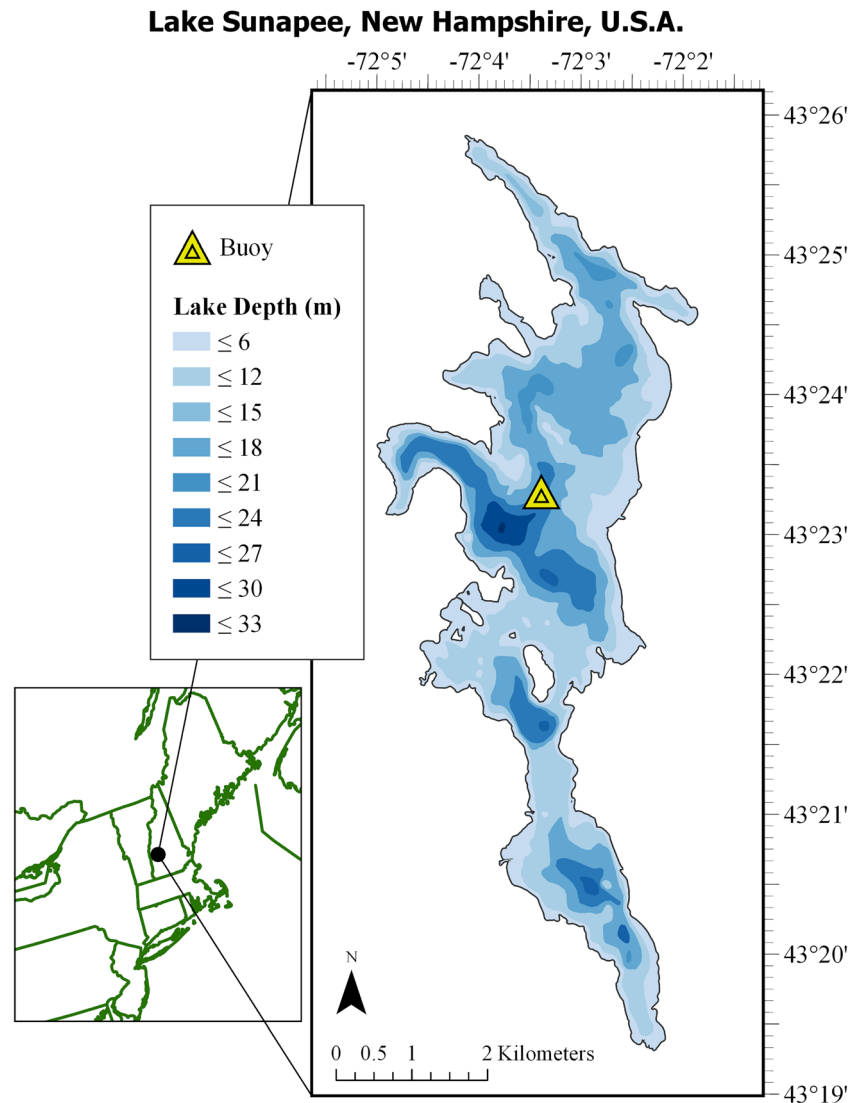 Lake Sunapee, New Hampshire, U.S.A.
-72°5' -72°4' -72°3' -72°2'
43°26'
43°25'
43°24'
43°23'
43°22'
43°21'
43°20'
43°19'
Buoy
Lake Depth (m)
≤ 6
≤ 12
≤ 15
≤ 18
≤ 21
≤ 24
≤ 27
≤ 30
≤ 33
N
0 0.5 1 2 Kilometers